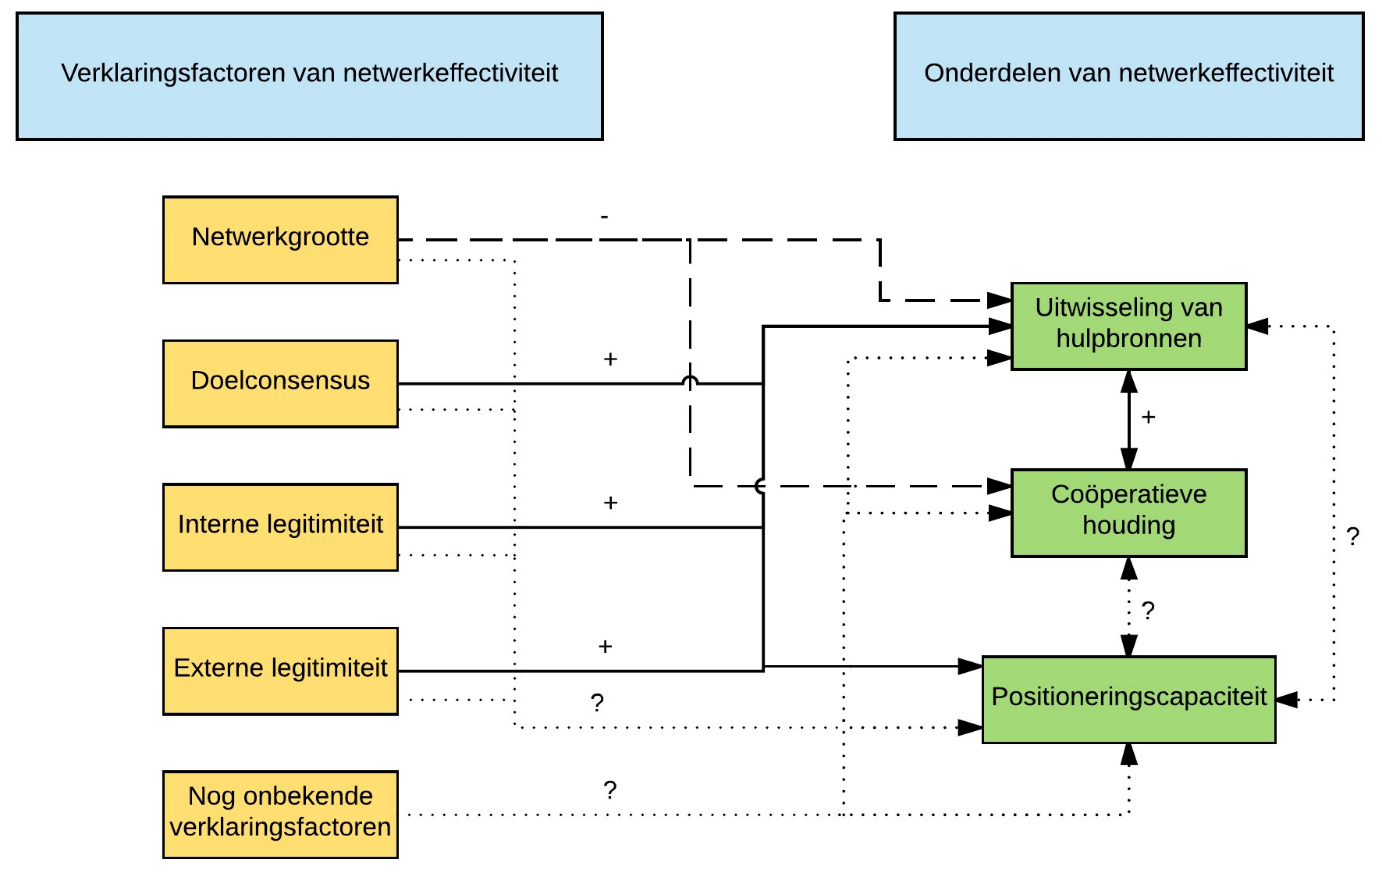 Verklaringsfactoren van netwerkeffectiviteit
Onderdelen van netwerkeffectiviteit
Netwerkgrootte
-
Uitwisseling van
hulpbronnen
Doelconsensus
+
+
Interne legitimiteit
+
Coöperatieve
houding
?
?
Externe legitimiteit
+
?
Positioneringscapaciteit
Nog onbekende
verklaringsfactoren
?